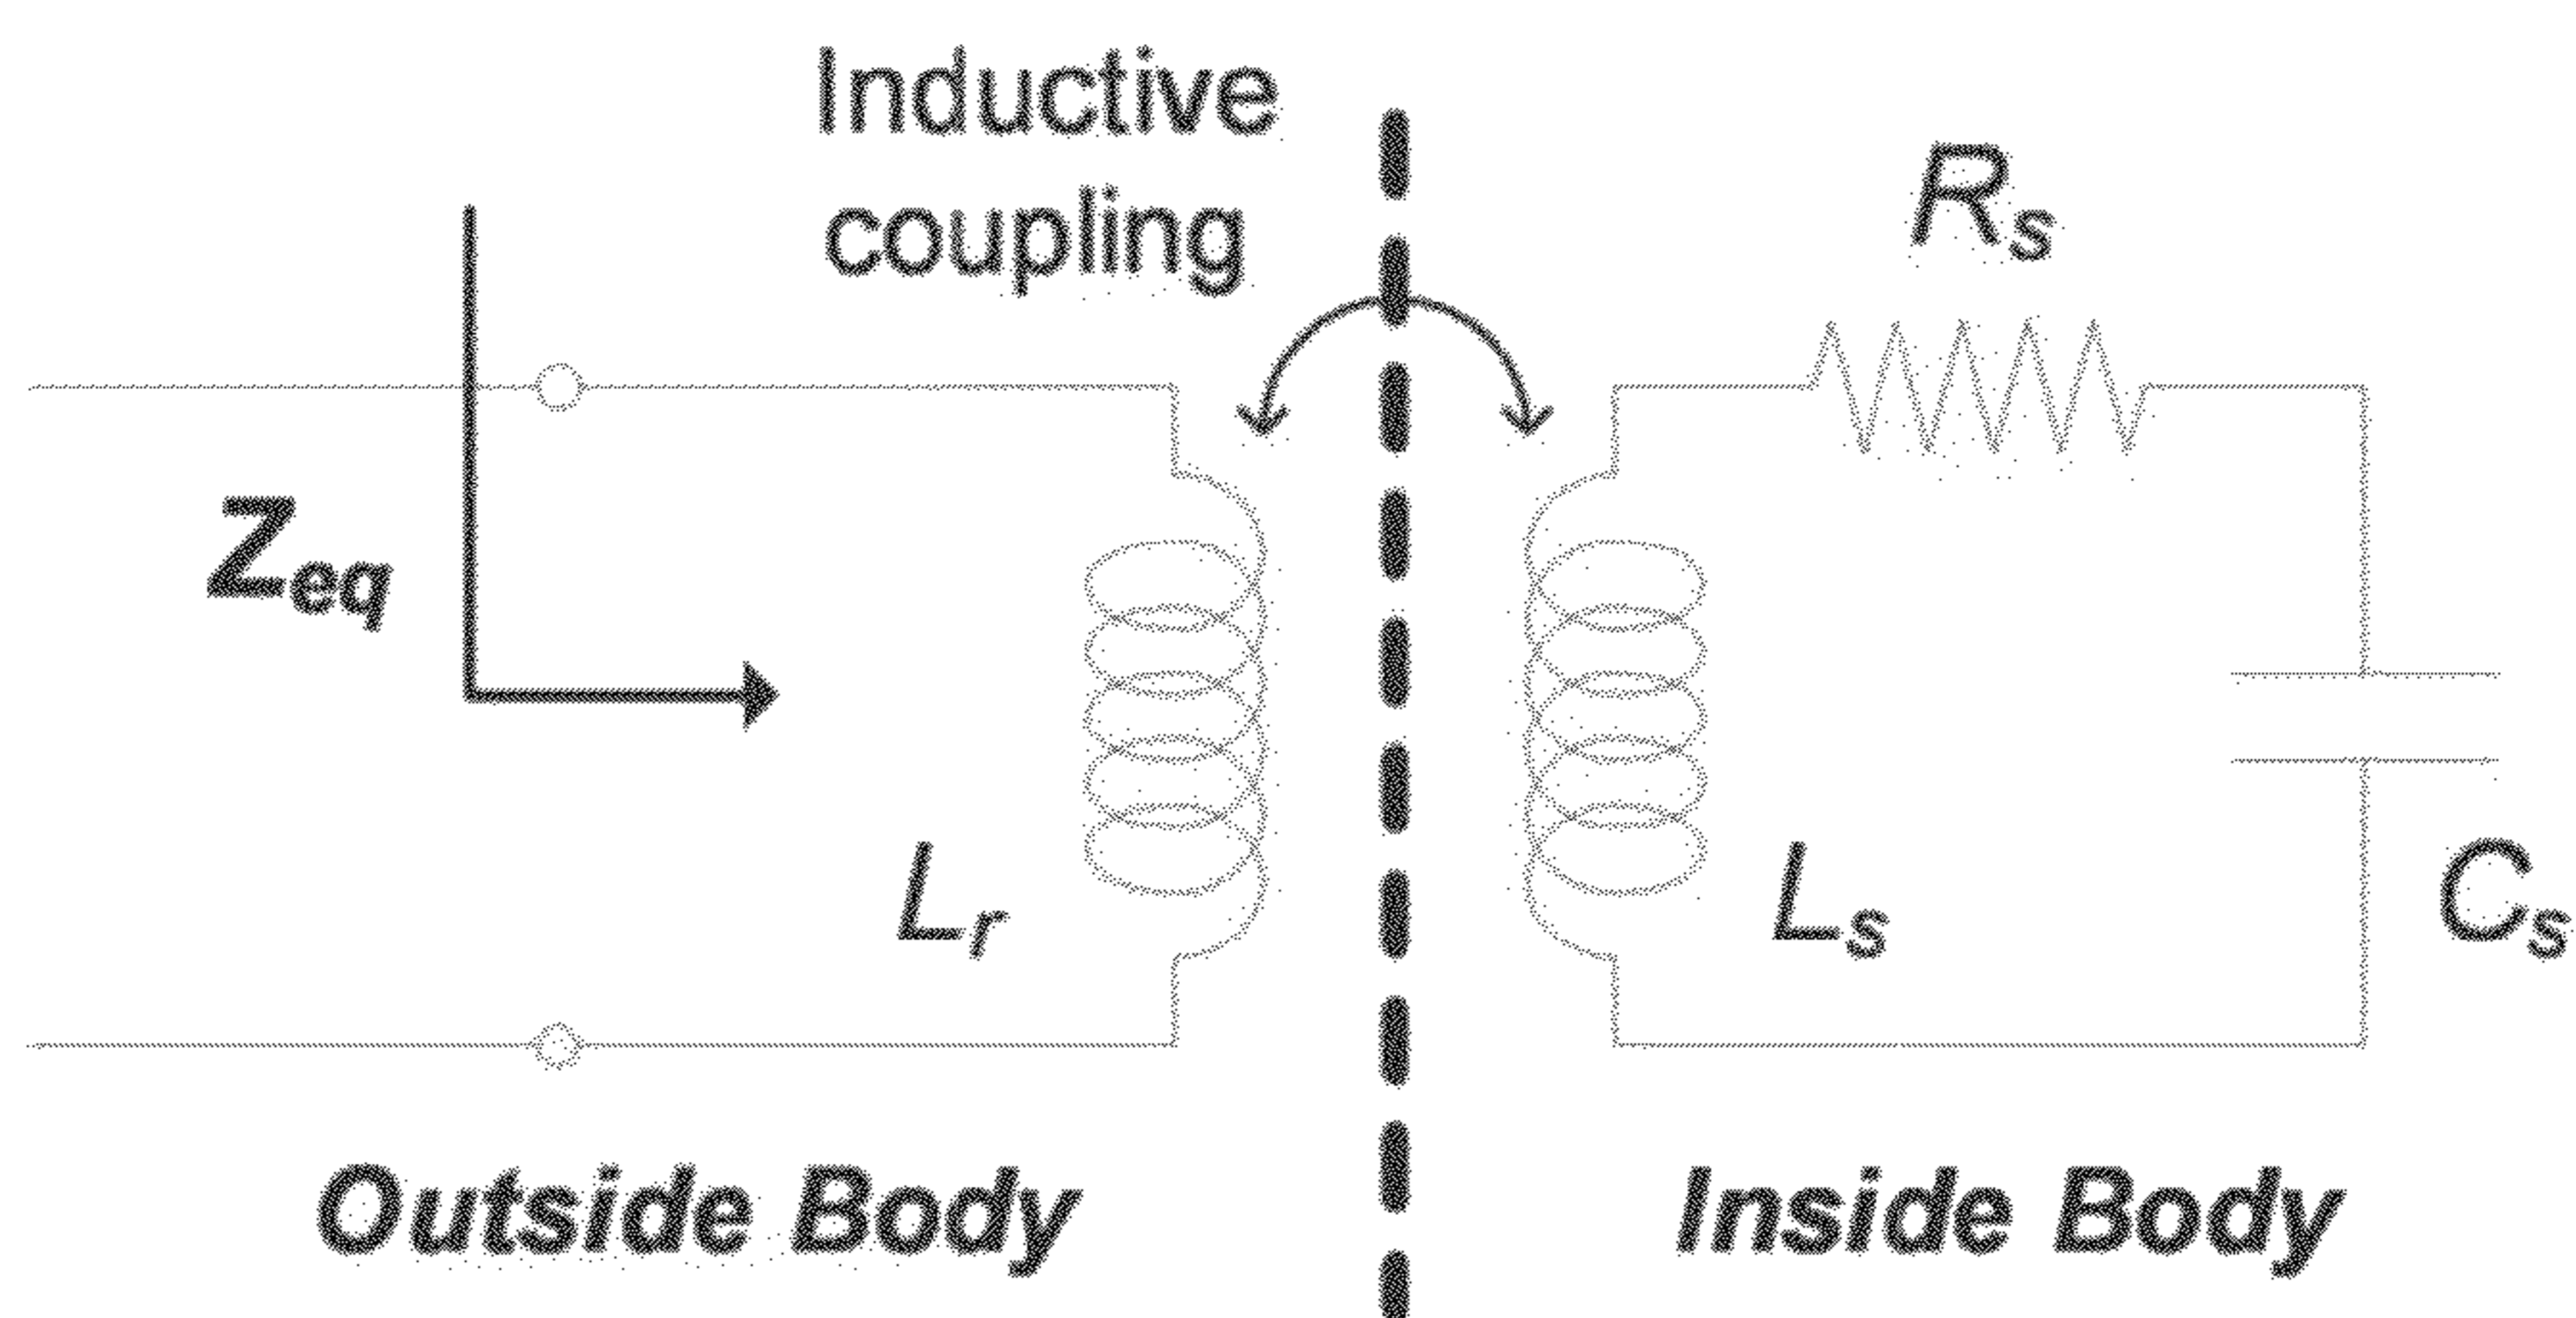 Inductive
coupling
Rs
Zeq
Lr
Ls
Cs
Outside Body
Inside Body